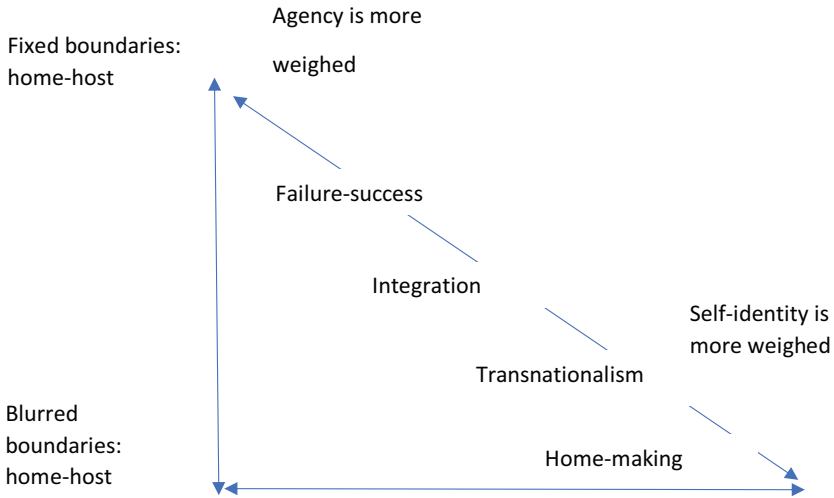 Agency is more
weighed
Fixed boundaries:
home-host
Failure-success
Integration
Self-identity is
more weighed
Transnationalism
Blurred
boundaries:
home-host
Home-making